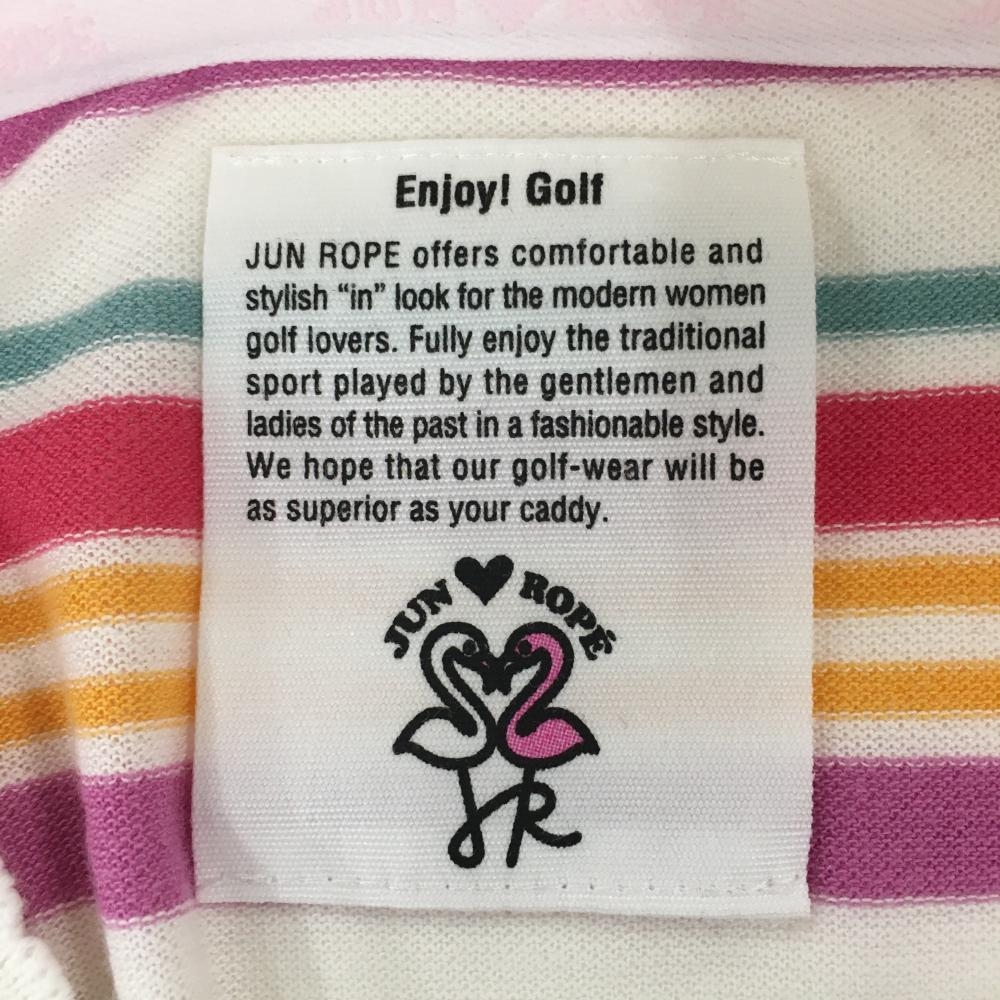 Enjoy! Golf
JUN ROPE offers comfortable and
stylish “in” look for the modern women
golf lovers. Fully enjoy the traditional
sport played by the gentlemen and
ladies of the past in a fashionable style.
We hope that our golf-wear will be
as superior as your caddy.
JUN ♥ ROPÉ
JR